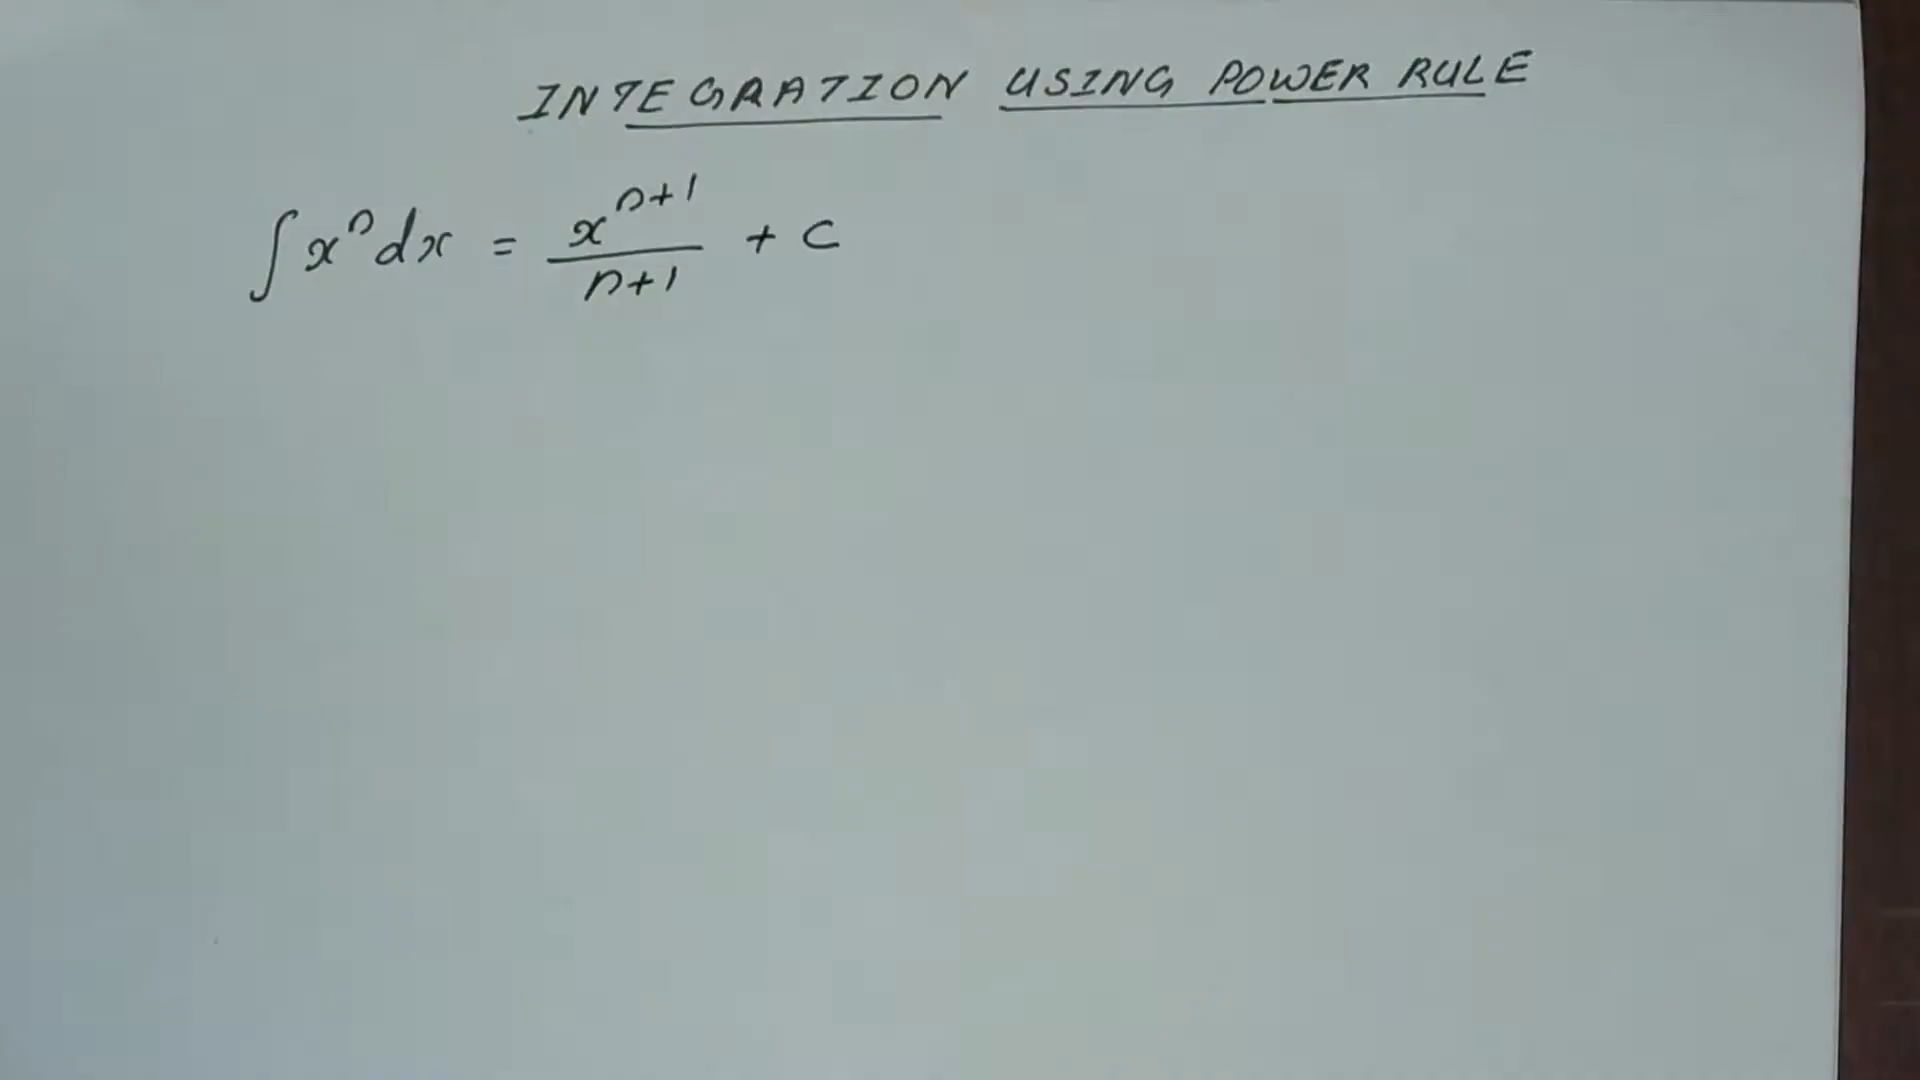 INTEGRATION USING POWER RULE
∫xⁿdx = xⁿ⁺¹/n+1 + C